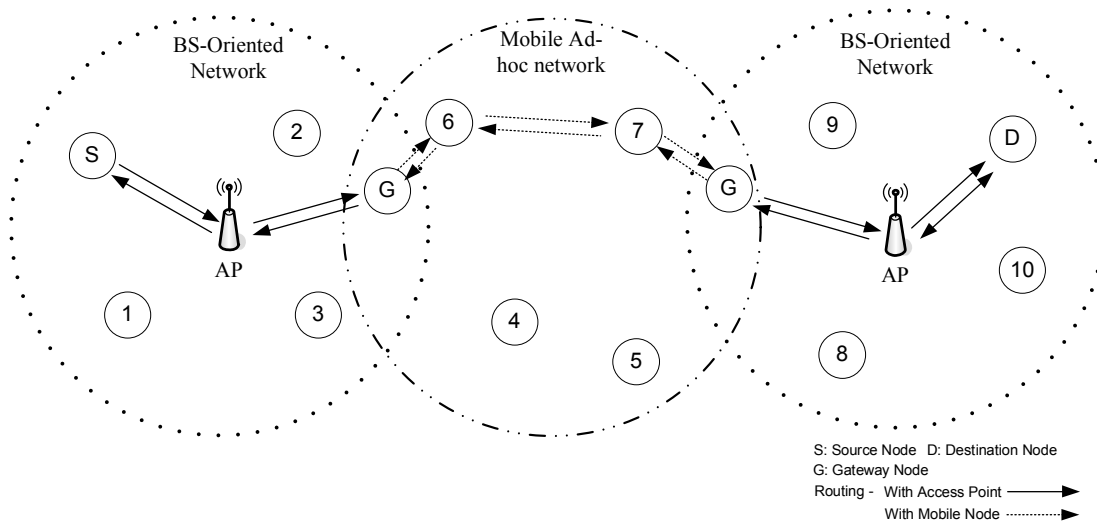 BS-Oriented
Network
Mobile Ad-
hoc network
BS-Oriented
Network
S
2
6
7
9
D
G
G
AP
AP
1
3
4
5
8
10
S: Source Node D: Destination Node
G: Gateway Node
Routing - With Access Point
With Mobile Node